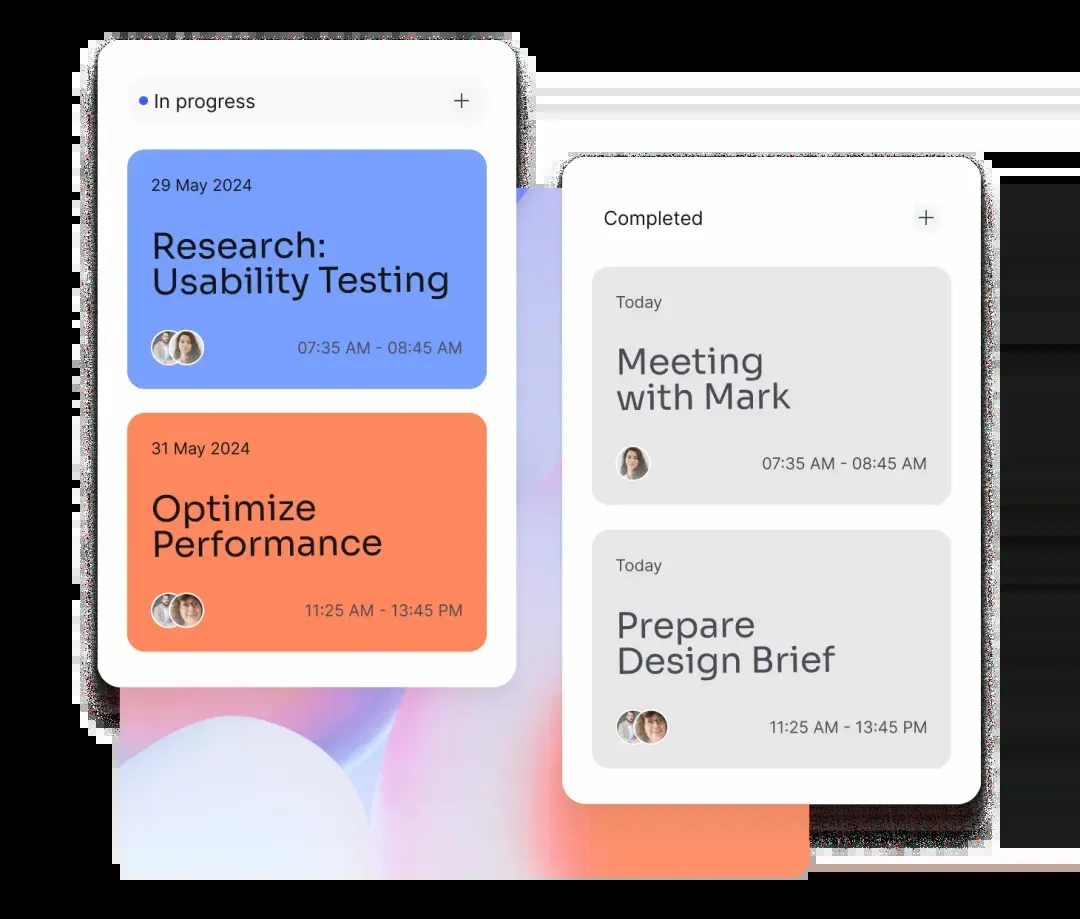 In progress
29 May 2024
Research:
Usability Testing
07:35 AM - 08:45 AM
31 May 2024
Optimize
Performance
11:25 AM - 13:45 PM
Completed
Today
Meeting
with Mark
07:35 AM - 08:45 AM
Today
Prepare
Design Brief
11:25 AM - 13:45 PM